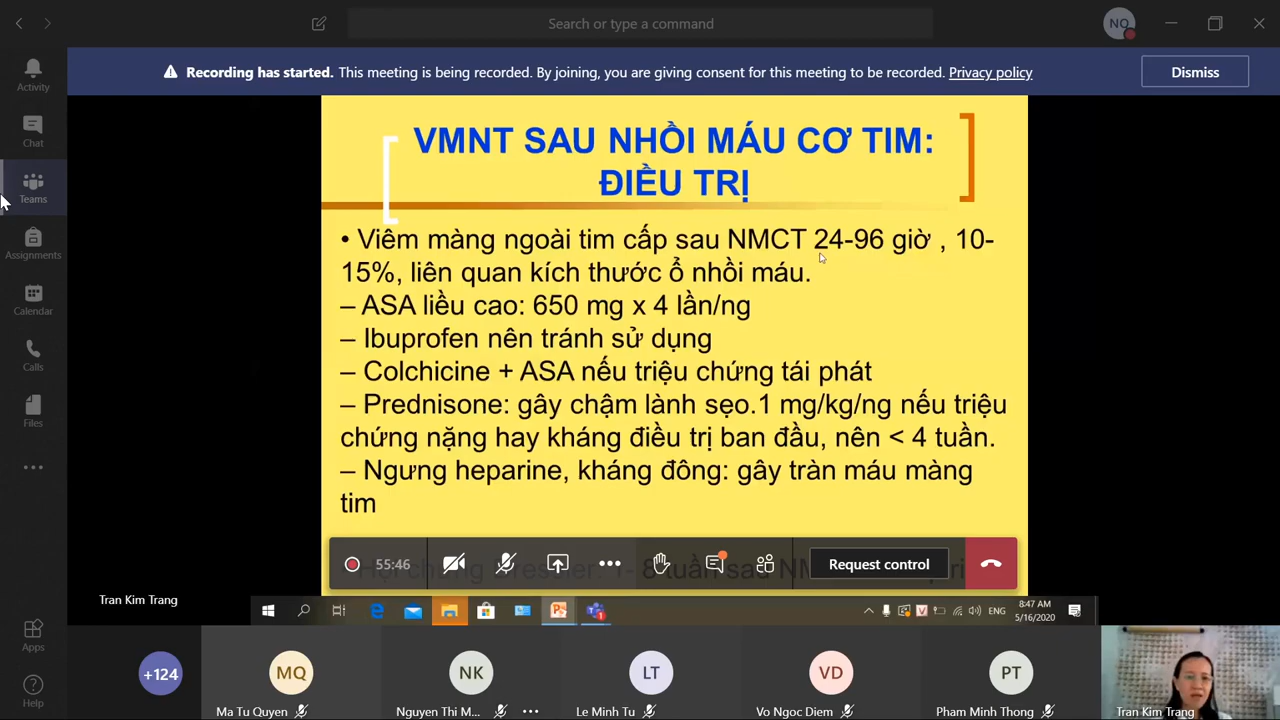 Search or type a command
NQ
Recording has started. This meeting is being recorded. By joining, you are giving consent for this meeting to be recorded. Privacy policy
Dismiss
Activity
Chat
Teams
Assignments
Calendar
Calls
Files
Apps
Help
VMNT SAU NHỒI MÁU CƠ TIM:
ĐIỀU TRỊ
• Viêm màng ngoài tim cấp sau NMCT 24-96 giờ , 10-
15%, liên quan kích thước ổ nhồi máu.
– ASA liều cao: 650 mg x 4 lần/ng
– Ibuprofen nên tránh sử dụng
– Colchicine + ASA nếu triệu chứng tái phát
– Prednisone: gây chậm lành sẹo.1 mg/kg/ng nếu triệu
chứng nặng hay kháng điều trị ban đầu, nên < 4 tuần.
– Ngưng heparine, kháng đông: gây tràn máu màng
tim
55:46
Request control
Tran Kim Trang
ENG
8:47 AM
5/16/2020
+124
MQ
NK
LT
VD
PT
Ma Tu Quyen
Nguyen Thi M...
Le Minh Tu
Vo Ngoc Diem
Pham Minh Thong
Tran Kim Trang